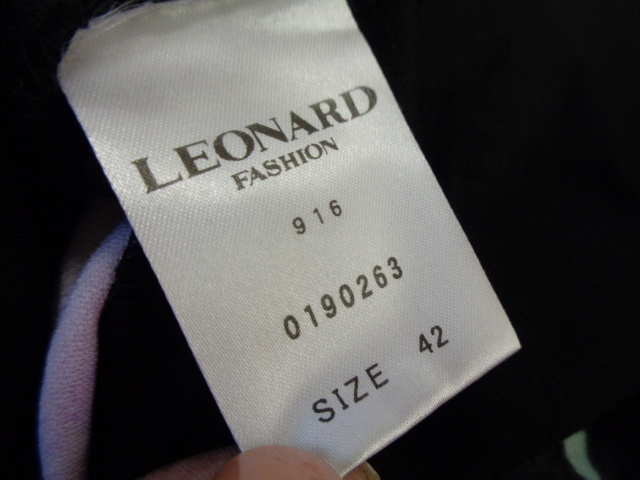 LEONARD
FASHION
916
0190263
SIZE 42